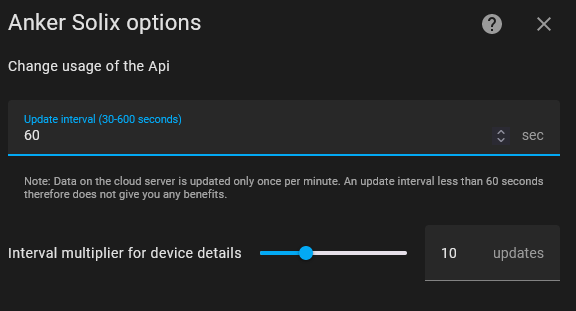 Anker Solix options
Change usage of the Api
Update interval (30-600 seconds)
60 sec
Note: Data on the cloud server is updated only once per minute. An update interval less than 60 seconds
therefore does not give you any benefits.
Interval multiplier for device details 10 updates